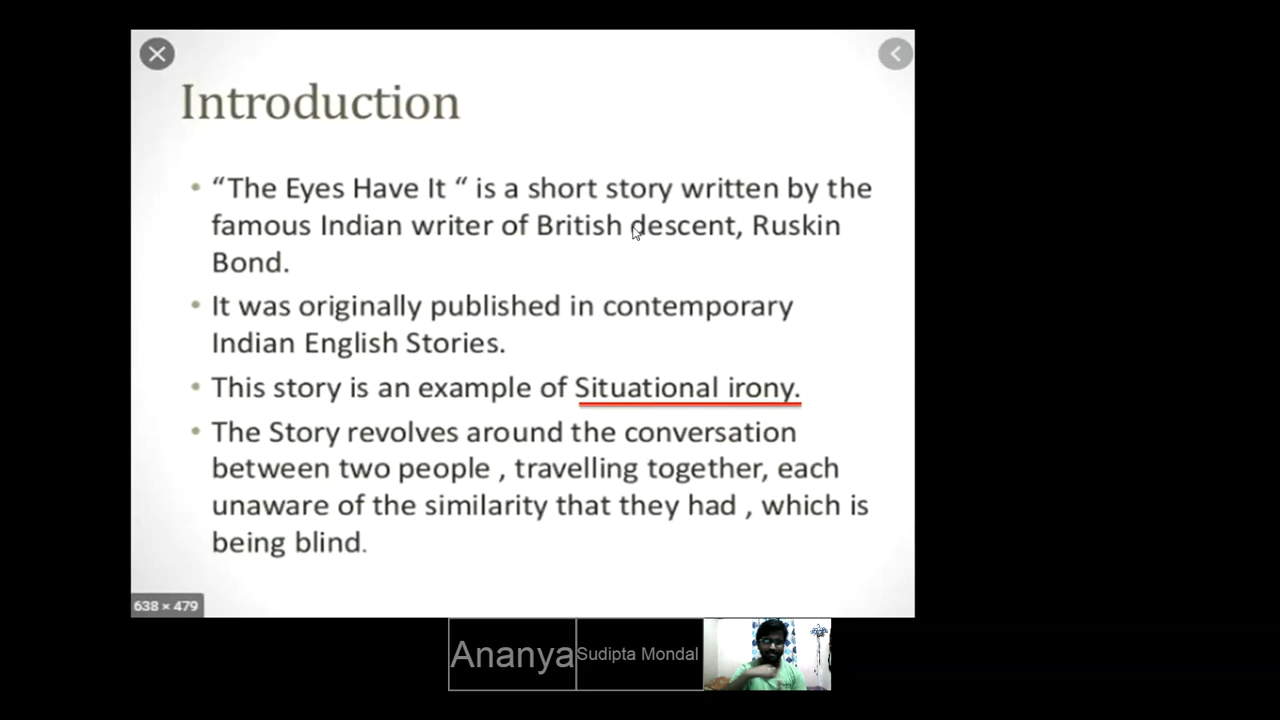 Introduction
“The Eyes Have It “ is a short story written by the
famous Indian writer of British descent, Ruskin
Bond.
It was originally published in contemporary
Indian English Stories.
This story is an example of Situational irony.
The Story revolves around the conversation
between two people , travelling together, each
unaware of the similarity that they had , which is
being blind.
638 × 479
Ananya
Sudipta Mondal